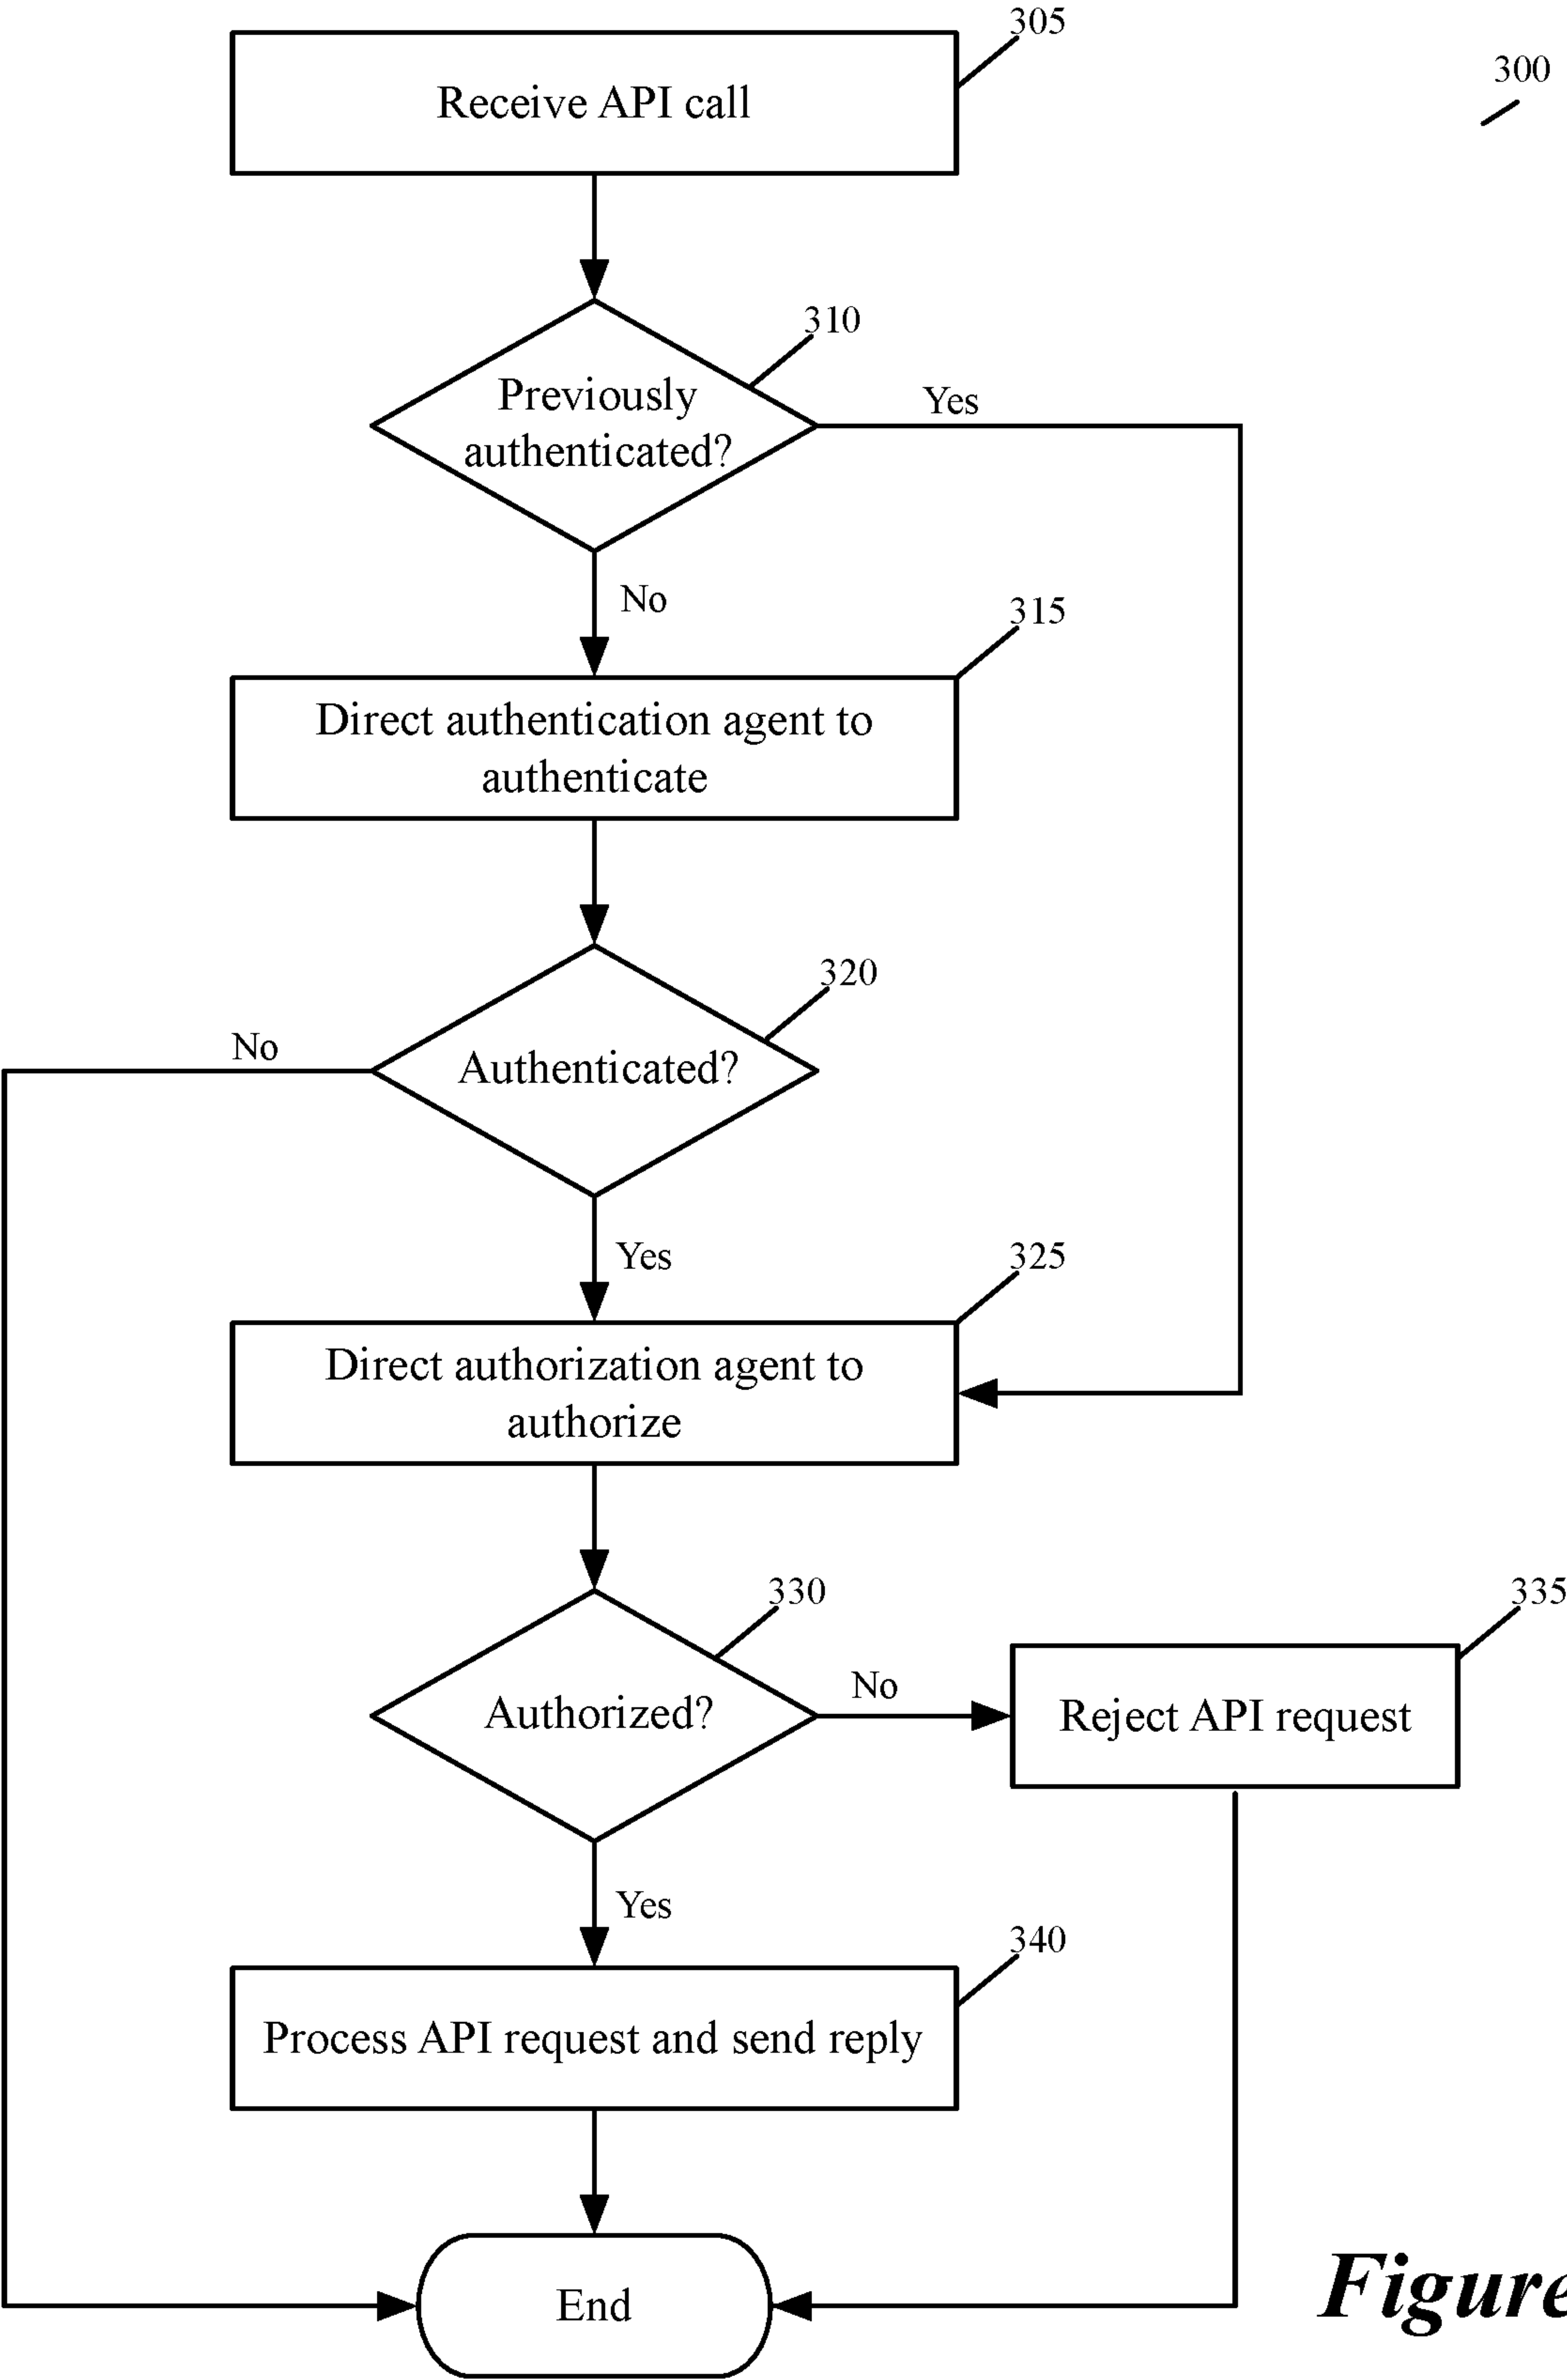 305
300
Receive API call
310
Previously
authenticated?
Yes
No
315
Direct authentication agent to
authenticate
320
No
Authenticated?
Yes
325
Direct authorization agent to
authorize
330
335
Authorized?
No
Reject API request
Yes
340
Process API request and send reply
End
Figure